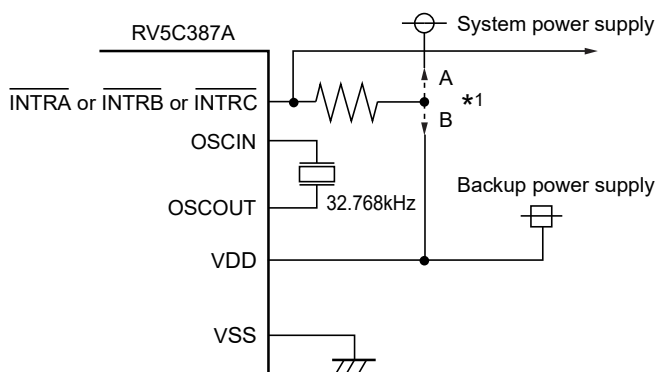 RV5C387A
System power supply
A
INTRA or INTRB or INTRC
*1
B
OSCIN
Backup power supply
OSCOUT
32.768kHz
VDD
VSS